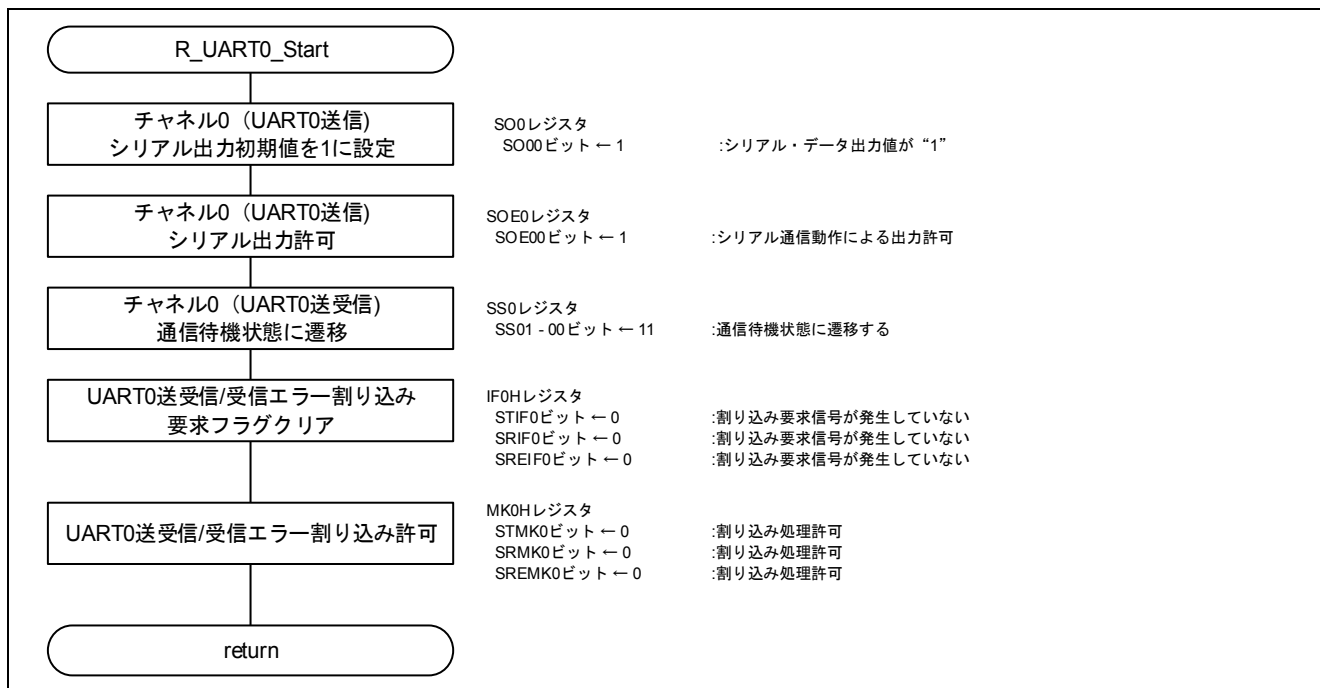 R_UART0_Start
チャネル0（UART0送信)
シリアル出力初期値を1に設定
SO0レジスタ
SO00ビット ← 1 :シリアル・データ出力値が“1”
チャネル0（UART0送信)
シリアル出力許可
SOE0レジスタ
SOE00ビット ← 1 :シリアル通信動作による出力許可
チャネル0（UART0送受信)
通信待機状態に遷移
SS0レジスタ
SS01 - 00ビット ← 11 :通信待機状態に遷移する
UART0送受信/受信エラー割り込み
要求フラグクリア
IF0Hレジスタ
STIF0ビット ← 0 :割り込み要求信号が発生していない
SRIF0ビット ← 0 :割り込み要求信号が発生していない
SREIF0ビット ← 0 :割り込み要求信号が発生していない
UART0送受信/受信エラー割り込み許可
MK0Hレジスタ
STMK0ビット ← 0 :割り込み処理許可
SRMK0ビット ← 0 :割り込み処理許可
SREMK0ビット ← 0 :割り込み処理許可
return